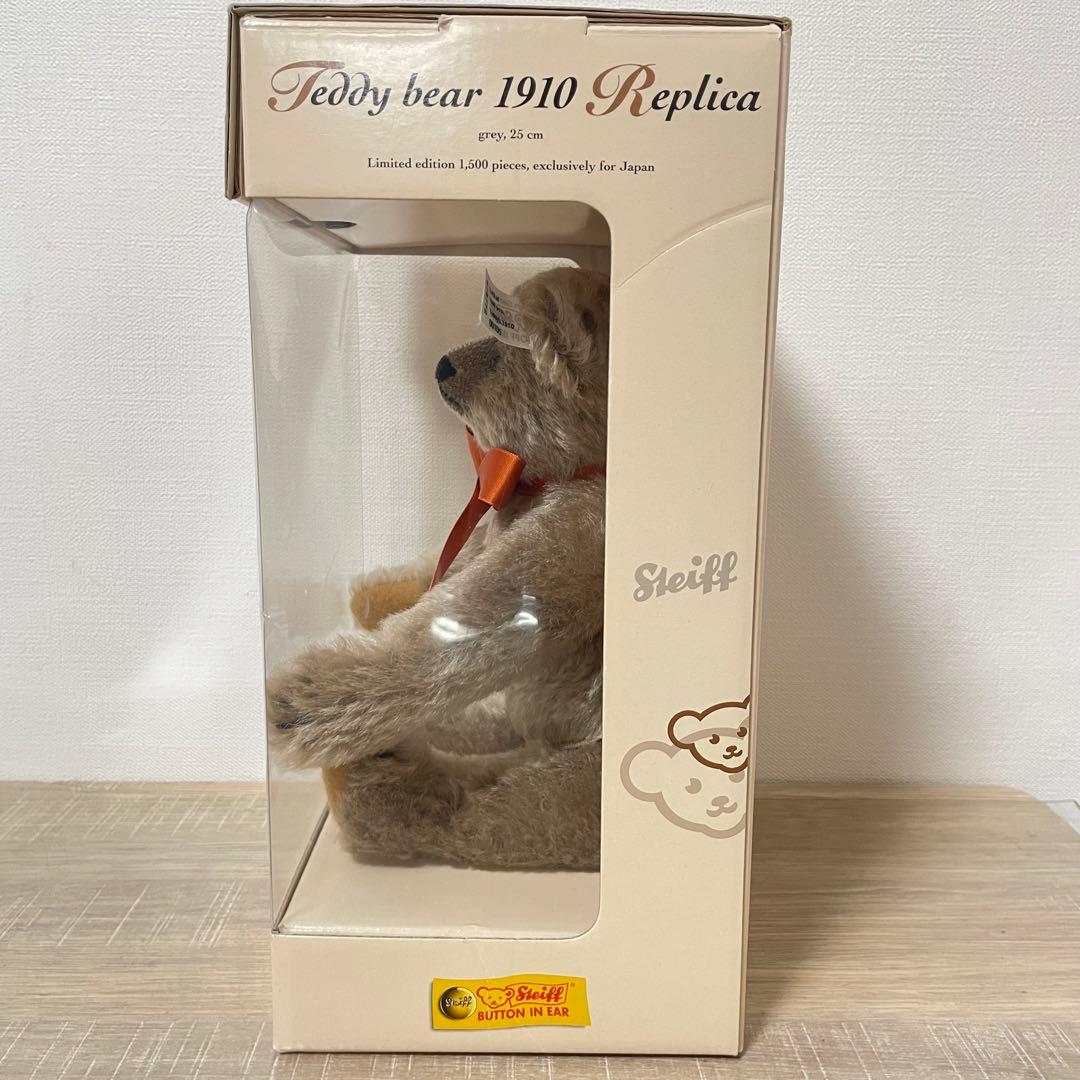 Teddy bear 1910 Replica
grey, 25 cm
Limited edition 1,500 pieces, exclusively for Japan
Steiff
Steiff
Steiff
BUTTON IN EAR